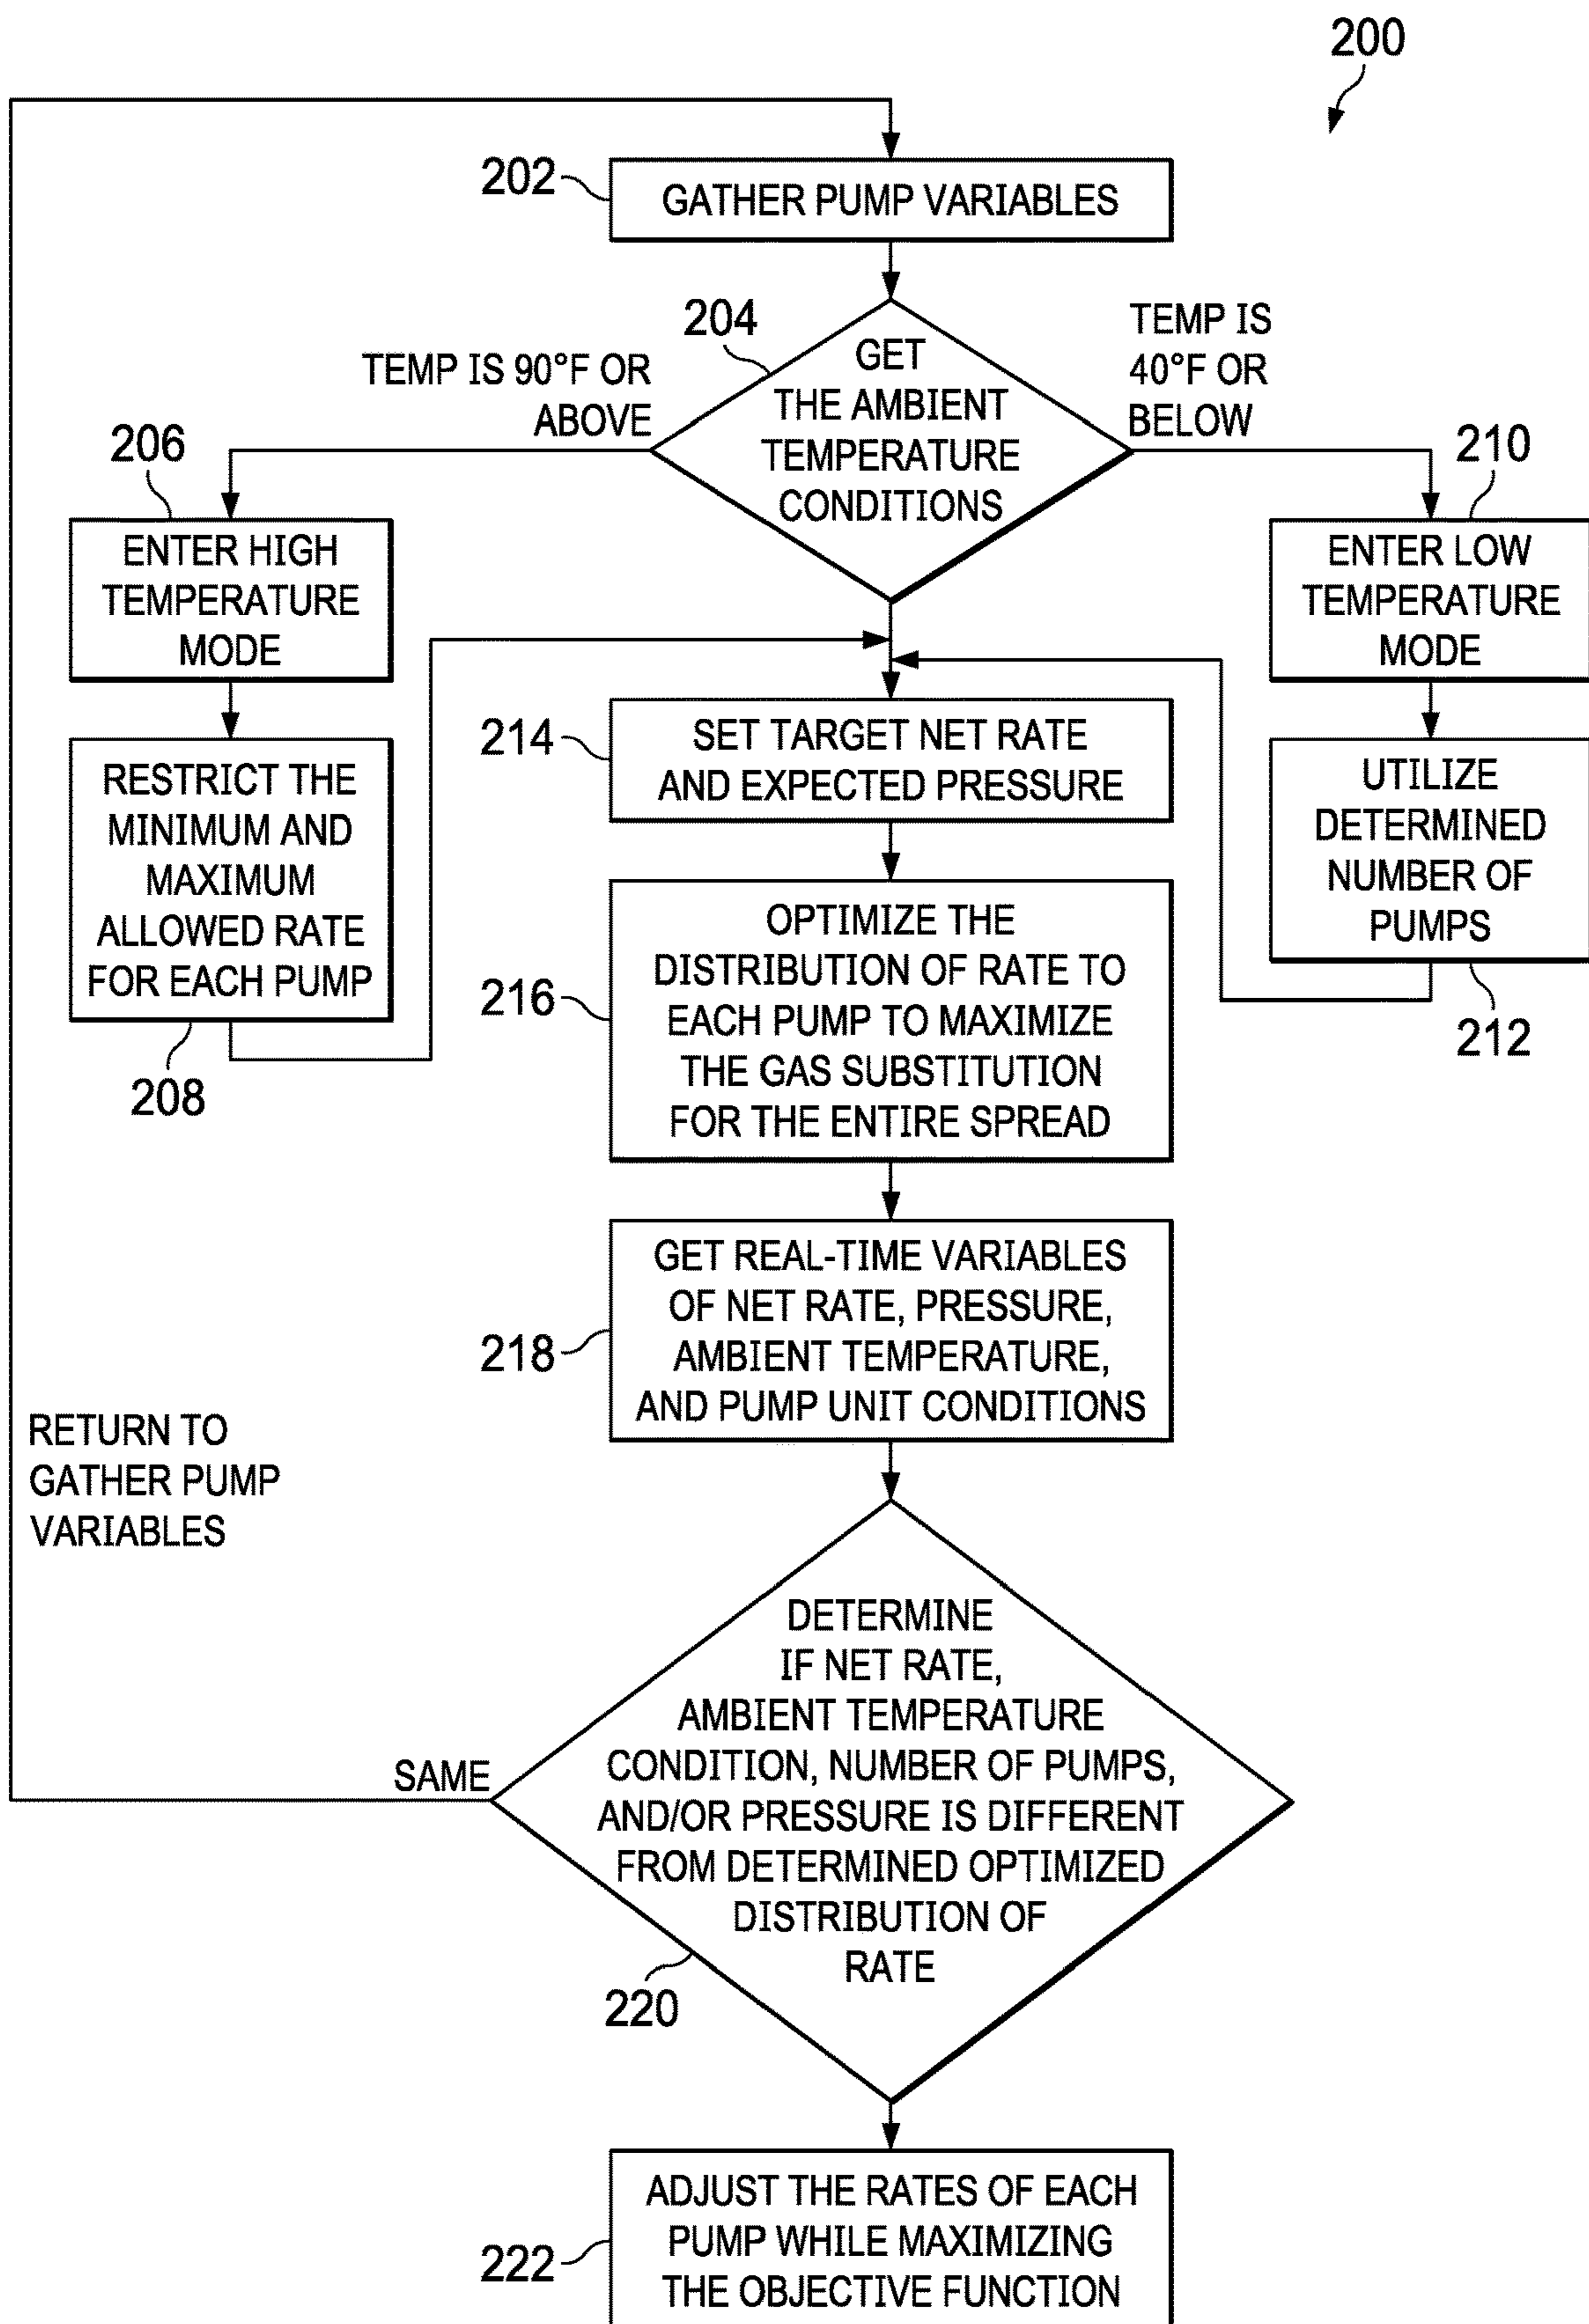 200
202
GATHER PUMP VARIABLES
204
GET
THE AMBIENT
TEMPERATURE
CONDITIONS
TEMP IS 90°F OR
ABOVE
TEMP IS
40°F OR
BELOW
206
ENTER HIGH
TEMPERATURE
MODE
210
ENTER LOW
TEMPERATURE
MODE
RESTRICT THE
MINIMUM AND
MAXIMUM
ALLOWED RATE
FOR EACH PUMP
208
UTILIZE
DETERMINED
NUMBER OF
PUMPS
212
214
SET TARGET NET RATE
AND EXPECTED PRESSURE
216
OPTIMIZE THE
DISTRIBUTION OF RATE TO
EACH PUMP TO MAXIMIZE
THE GAS SUBSTITUTION
FOR THE ENTIRE SPREAD
218
GET REAL-TIME VARIABLES
OF NET RATE, PRESSURE,
AMBIENT TEMPERATURE,
AND PUMP UNIT CONDITIONS
RETURN TO
GATHER PUMP
VARIABLES
SAME
DETERMINE
IF NET RATE,
AMBIENT TEMPERATURE
CONDITION, NUMBER OF PUMPS,
AND/OR PRESSURE IS DIFFERENT
FROM DETERMINED OPTIMIZED
DISTRIBUTION OF
RATE
220
222
ADJUST THE RATES OF EACH
PUMP WHILE MAXIMIZING
THE OBJECTIVE FUNCTION